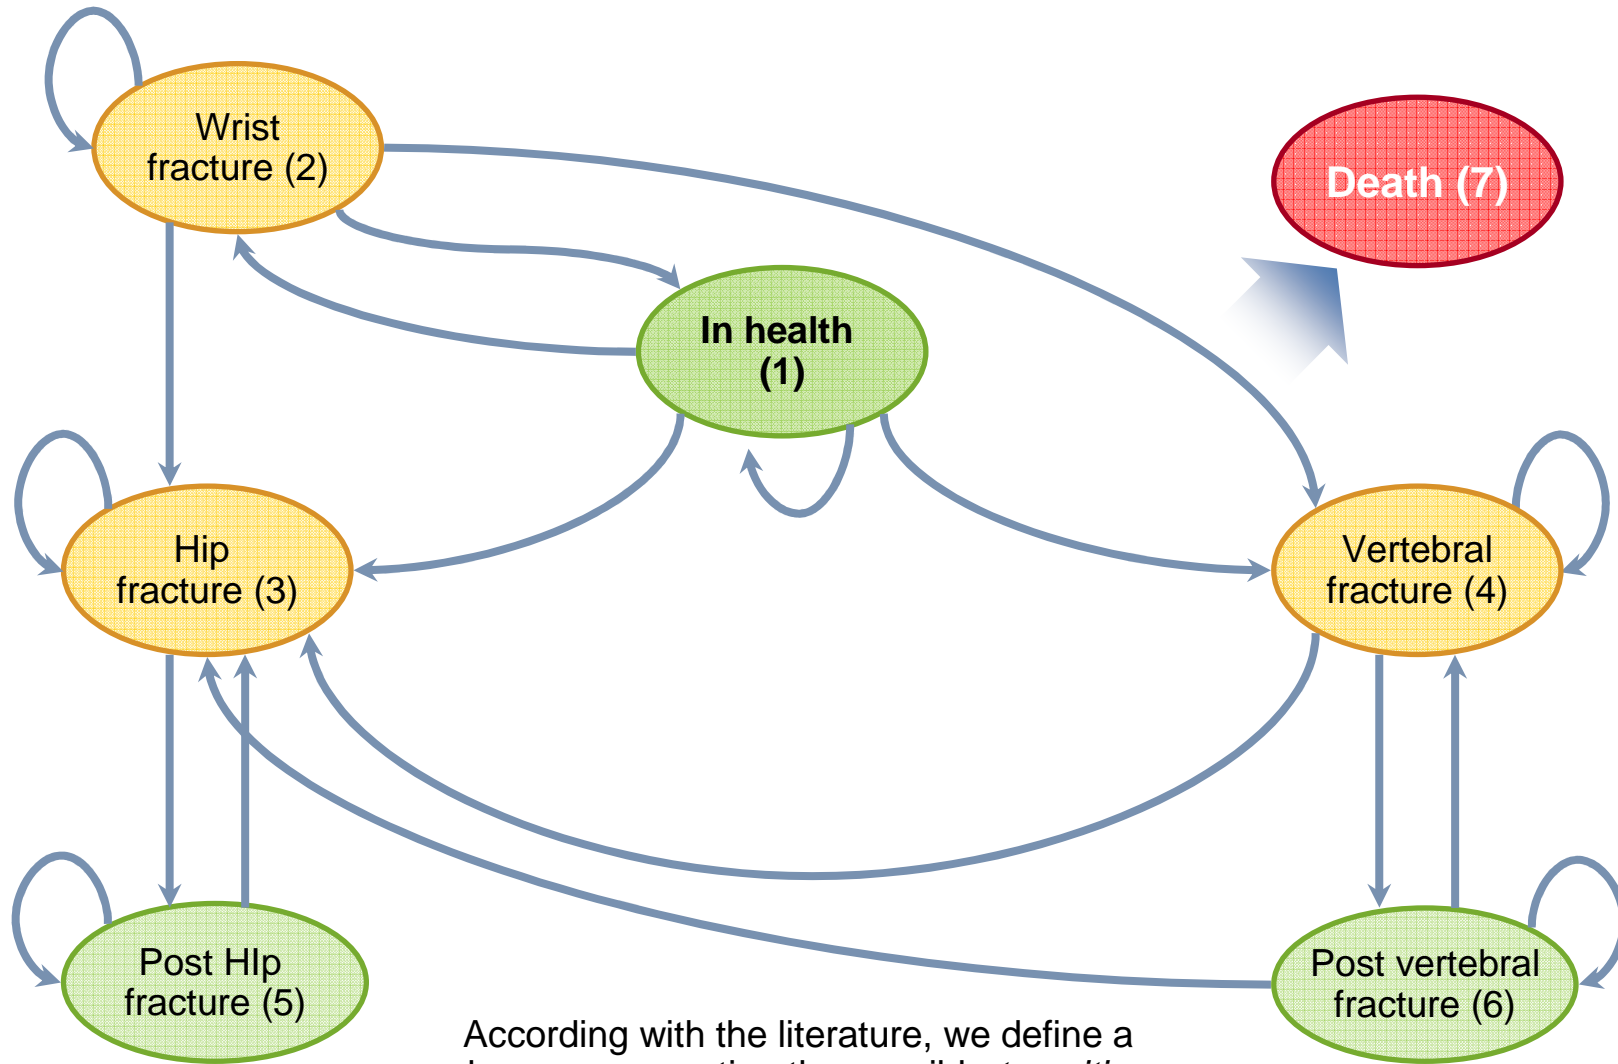 Wrist
fracture (2)
Death (7)
In health
(1)
Hip
fracture (3)
Vertebral
fracture (4)
Post HIp
fracture (5)
Post vertebral
fracture (6)
According with the literature, we define a